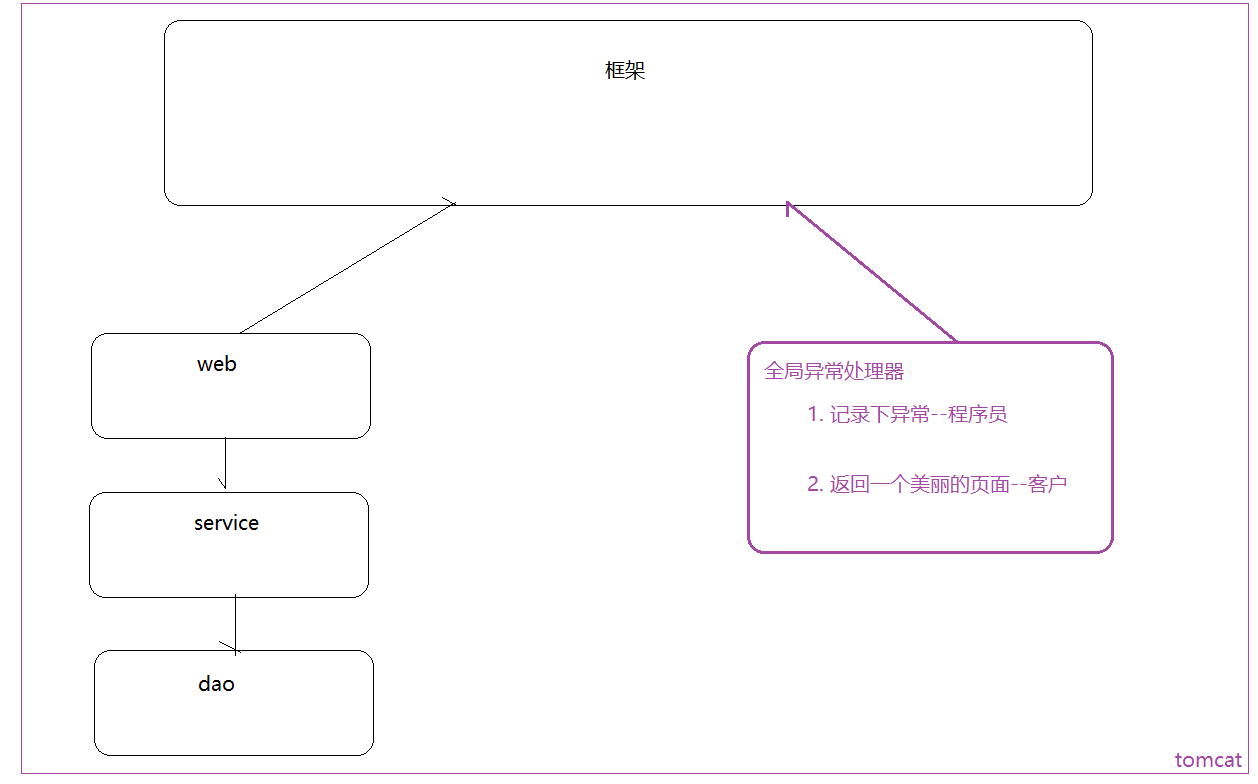 框架
web
全局异常处理器
1. 记录下异常--程序员
2. 返回一个美丽的页面--客户
service
dao
tomcat